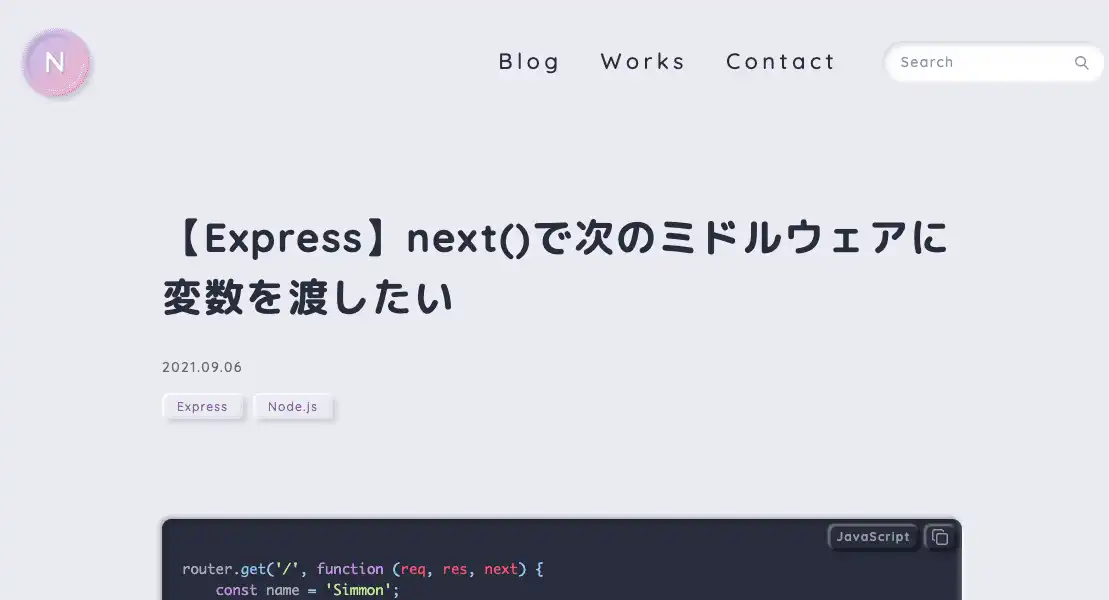 N
Blog Works Contact Search
【Express】next()で次のミドルウェアに
変数を渡したい
2021.09.06
Express Node.js
JavaScript
router.get('/', function (req, res, next) {
const name = 'Simmon';